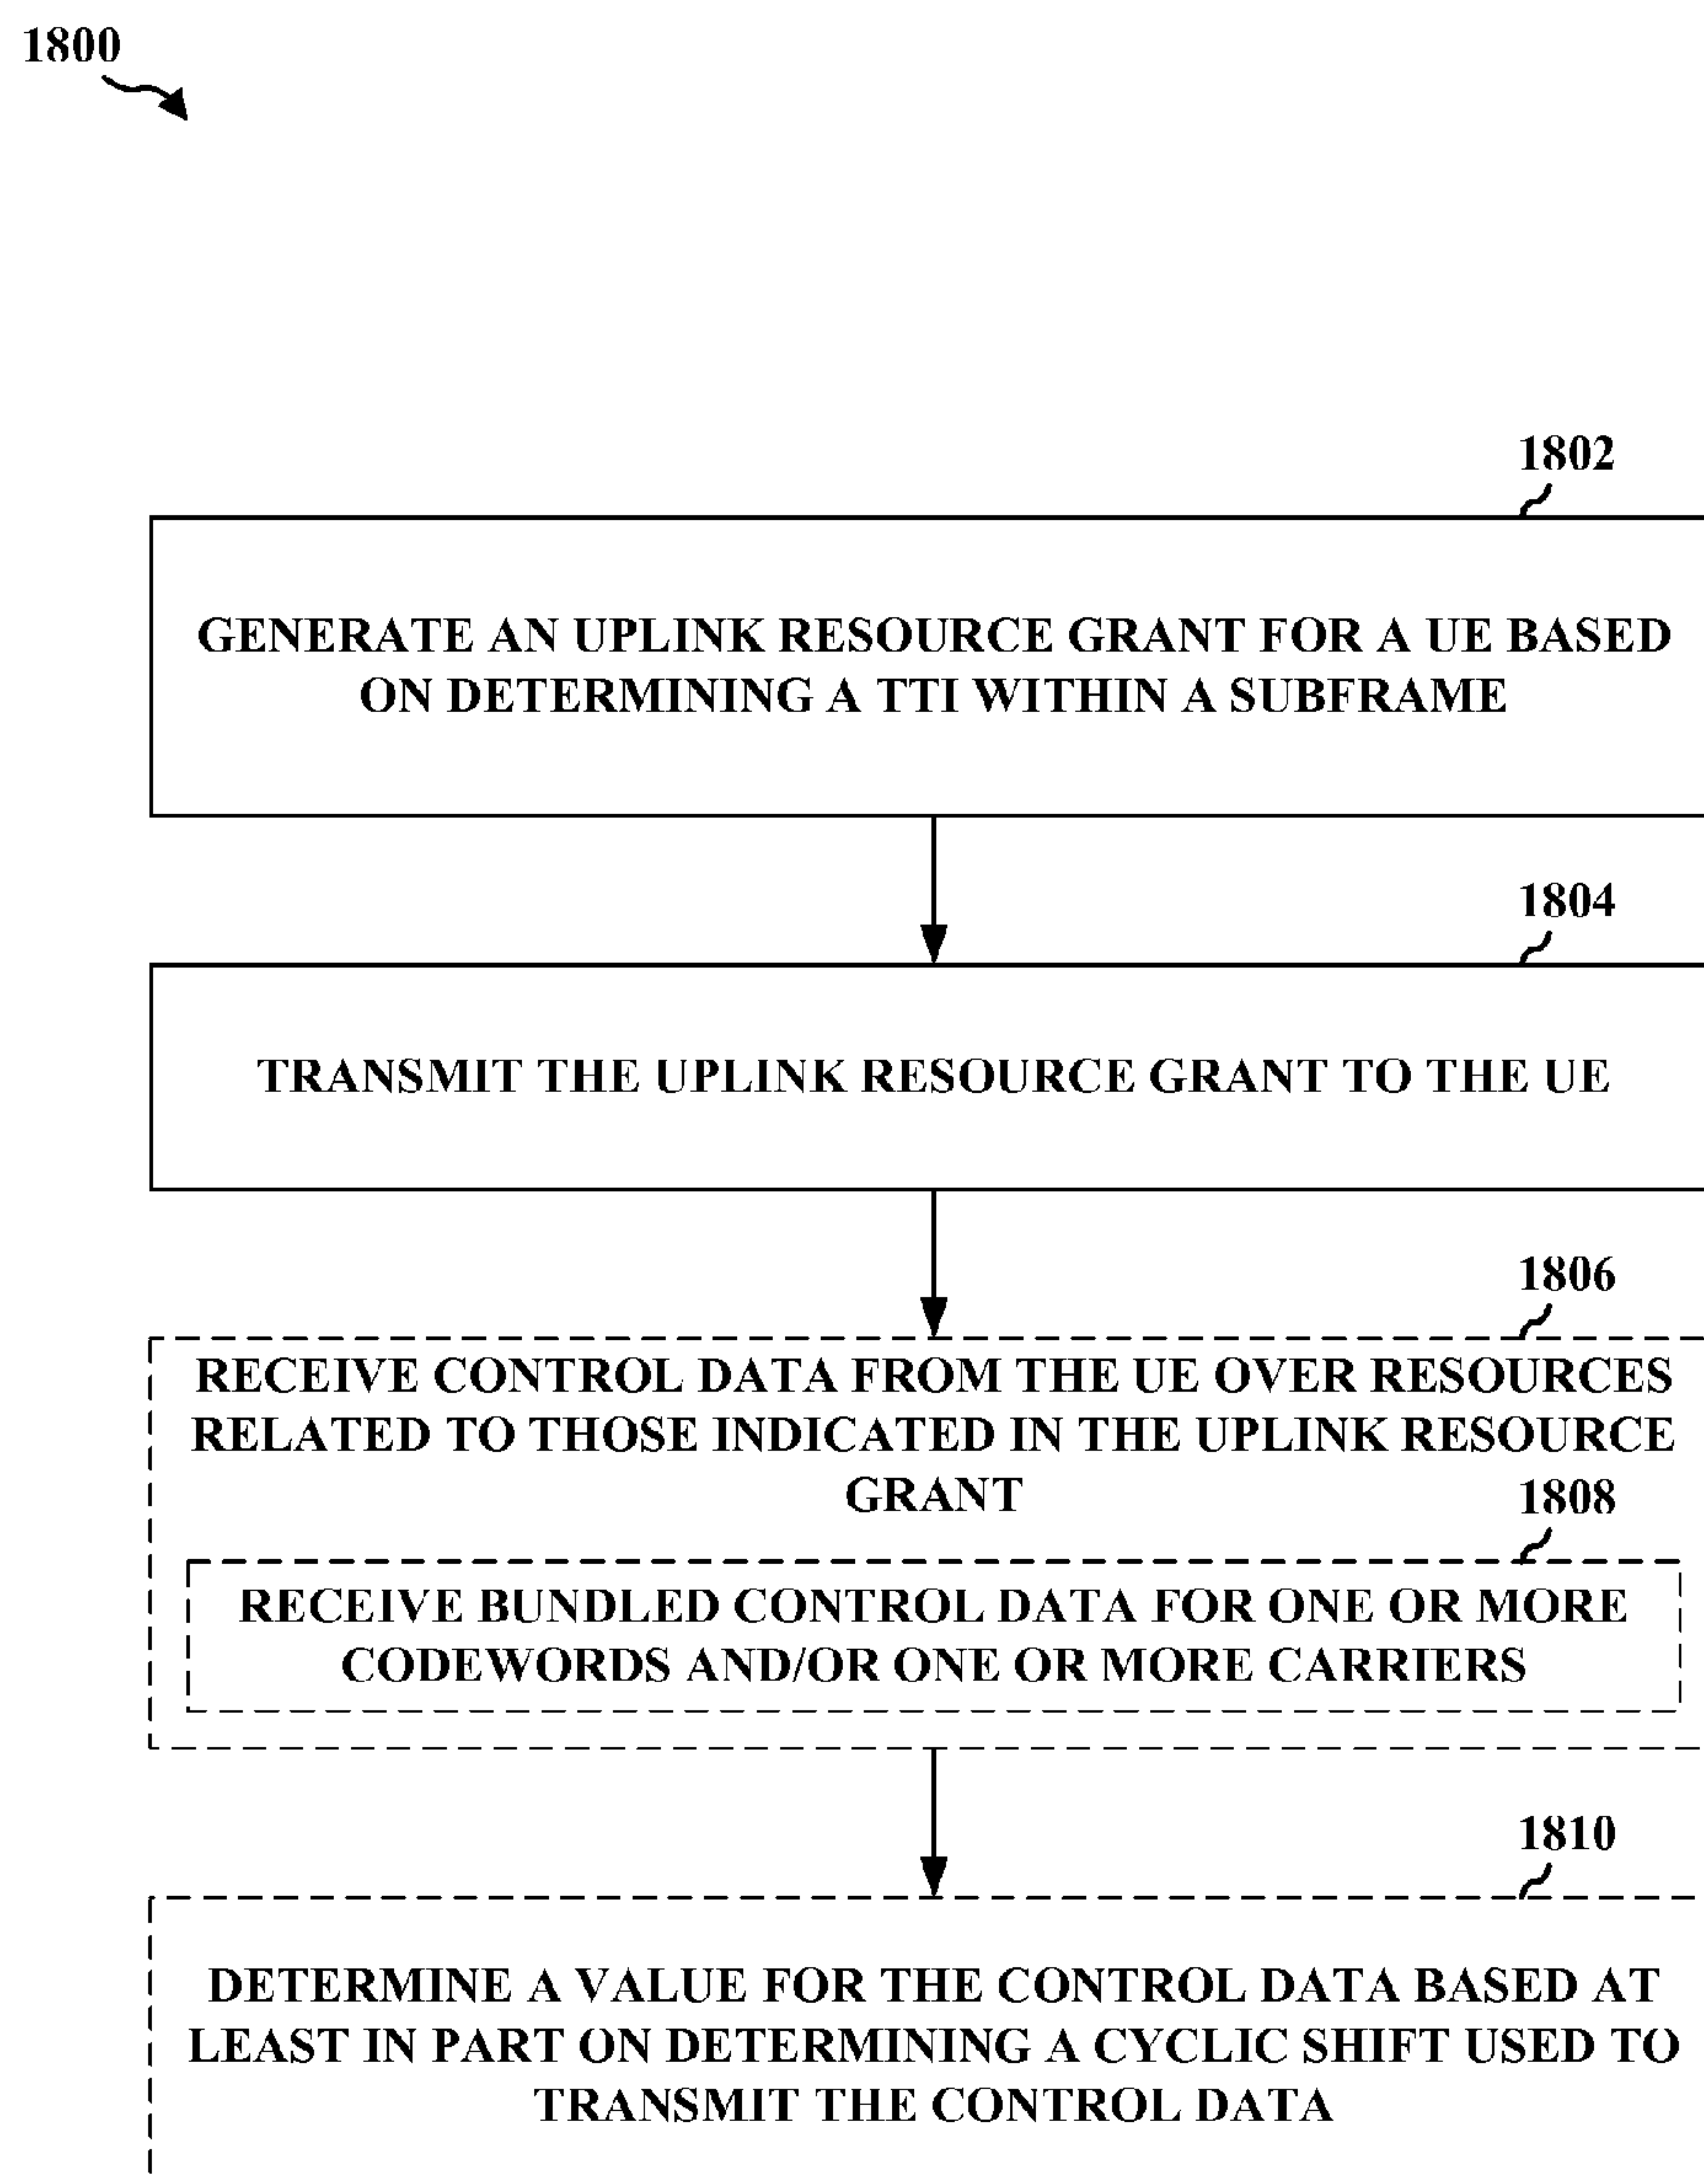 1800
1802
GENERATE AN UPLINK RESOURCE GRANT FOR A UE BASED
ON DETERMINING A TTI WITHIN A SUBFRAME
1804
TRANSMIT THE UPLINK RESOURCE GRANT TO THE UE
1806
RECEIVE CONTROL DATA FROM THE UE OVER RESOURCES
RELATED TO THOSE INDICATED IN THE UPLINK RESOURCE
GRANT
1808
RECEIVE BUNDLED CONTROL DATA FOR ONE OR MORE
CODEWORDS AND/OR ONE OR MORE CARRIERS
1810
DETERMINE A VALUE FOR THE CONTROL DATA BASED AT
LEAST IN PART ON DETERMINING A CYCLIC SHIFT USED TO
TRANSMIT THE CONTROL DATA